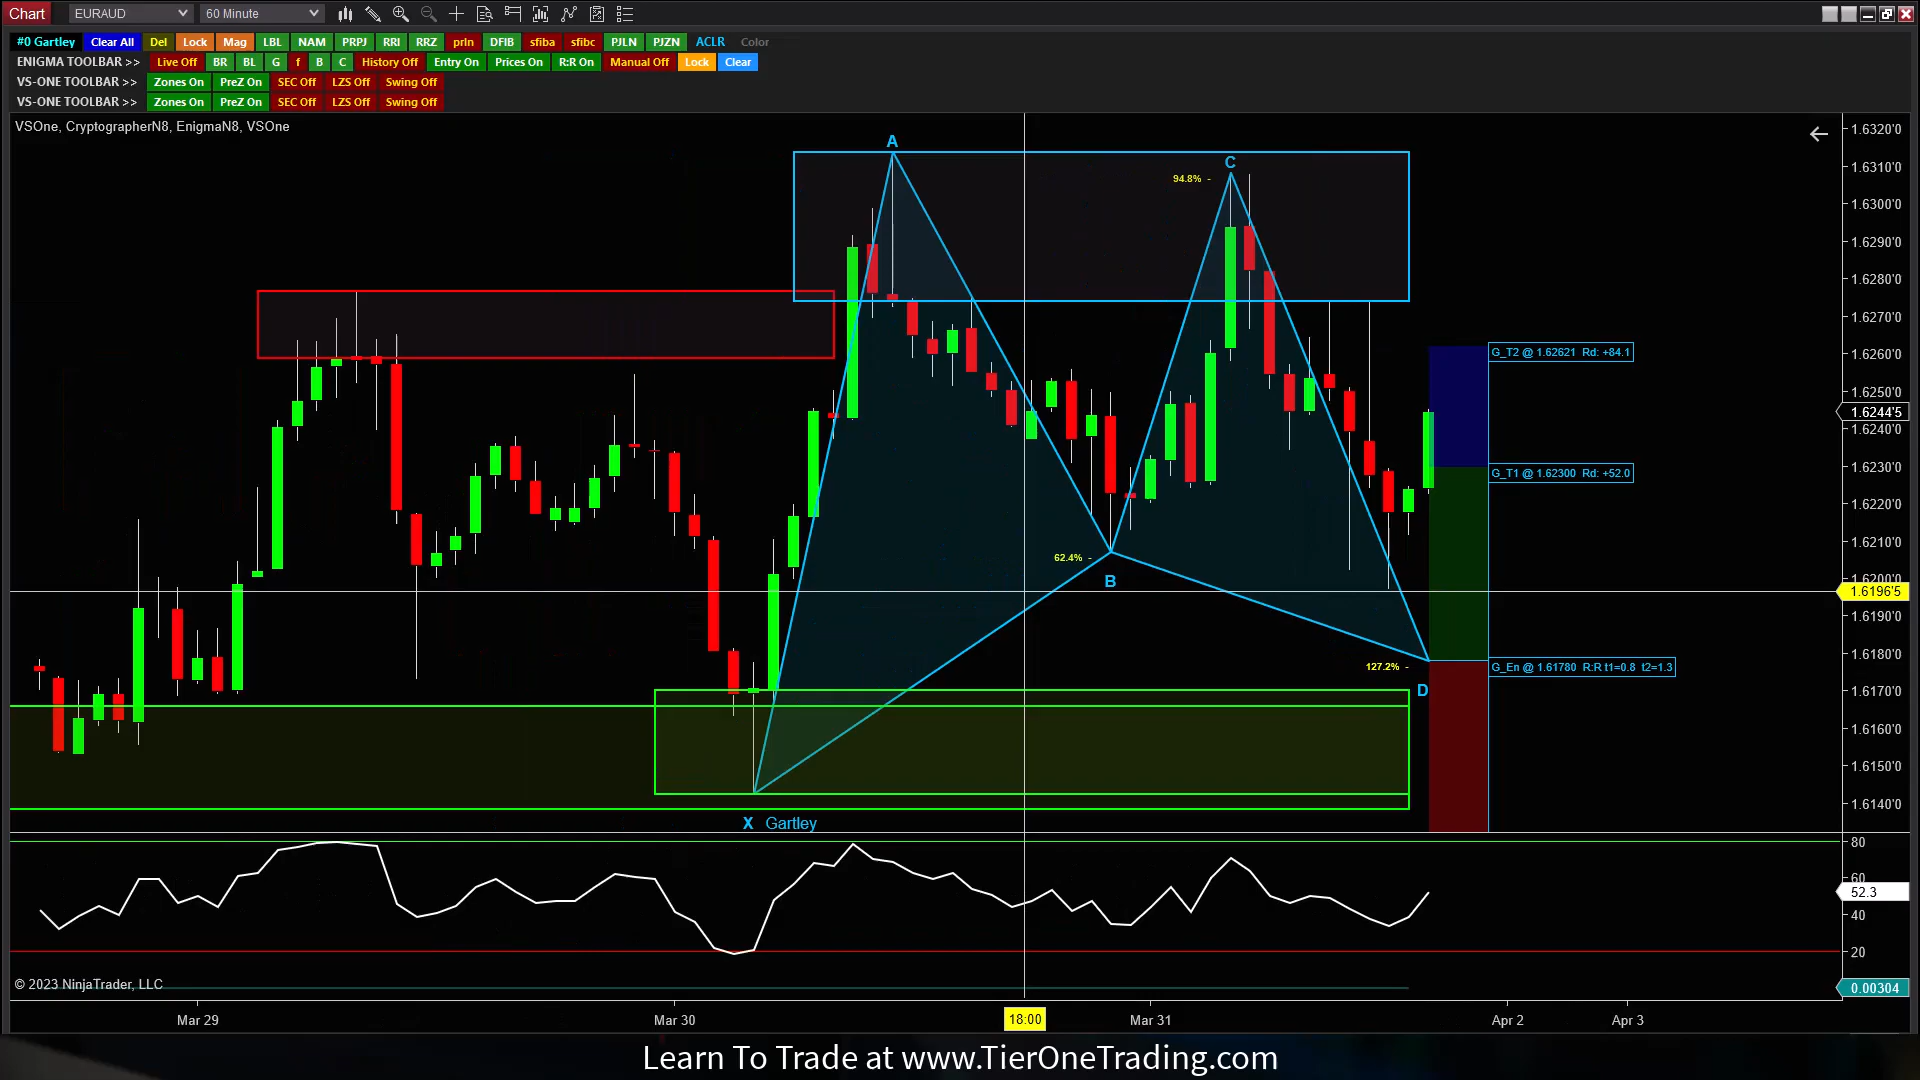 Chart EURAUD 60 Minute
#0 Gartley Clear All Del Lock Mag LBL NAM PRPJ RRI RRZ prln DFIB sfiba sfibc PJLN PJZN ACLR Color
ENIGMA TOOLBAR >> Live Off BR BL G f B C History Off Entry On Prices On R:R On Manual Off Lock Clear
VS-ONE TOOLBAR >> Zones On PreZ On SEC Off LZS Off Swing Off
VS-ONE TOOLBAR >> Zones On PreZ On SEC Off LZS Off Swing Off
VSOne, CryptographerN8, EnigmaN8, VSOne
1.6320'0
A
C
1.6310'0
94.8% -
1.6300'0
1.6290'0
1.6280'0
1.6270'0
G_T2 @ 1.62621 Rd: +84.1
1.6260'0
1.6250'0
1.6244'5
1.6240'0
1.6230'0
G_T1 @ 1.62300 Rd: +52.0
1.6220'0
1.6210'0
62.4% -
B
1.6200'0
1.6196'5
1.6190'0
1.6180'0
127.2% -
G_En @ 1.61780 R:R t1=0.8 t2=1.3
D
1.6170'0
1.6160'0
1.6150'0
1.6140'0
X Gartley
80
60
52.3
40
20
© 2023 NinjaTrader, LLC
0.00304
Mar 29 Mar 30 18:00 Mar 31 Apr 2 Apr 3
Learn To Trade at www.TierOneTrading.com